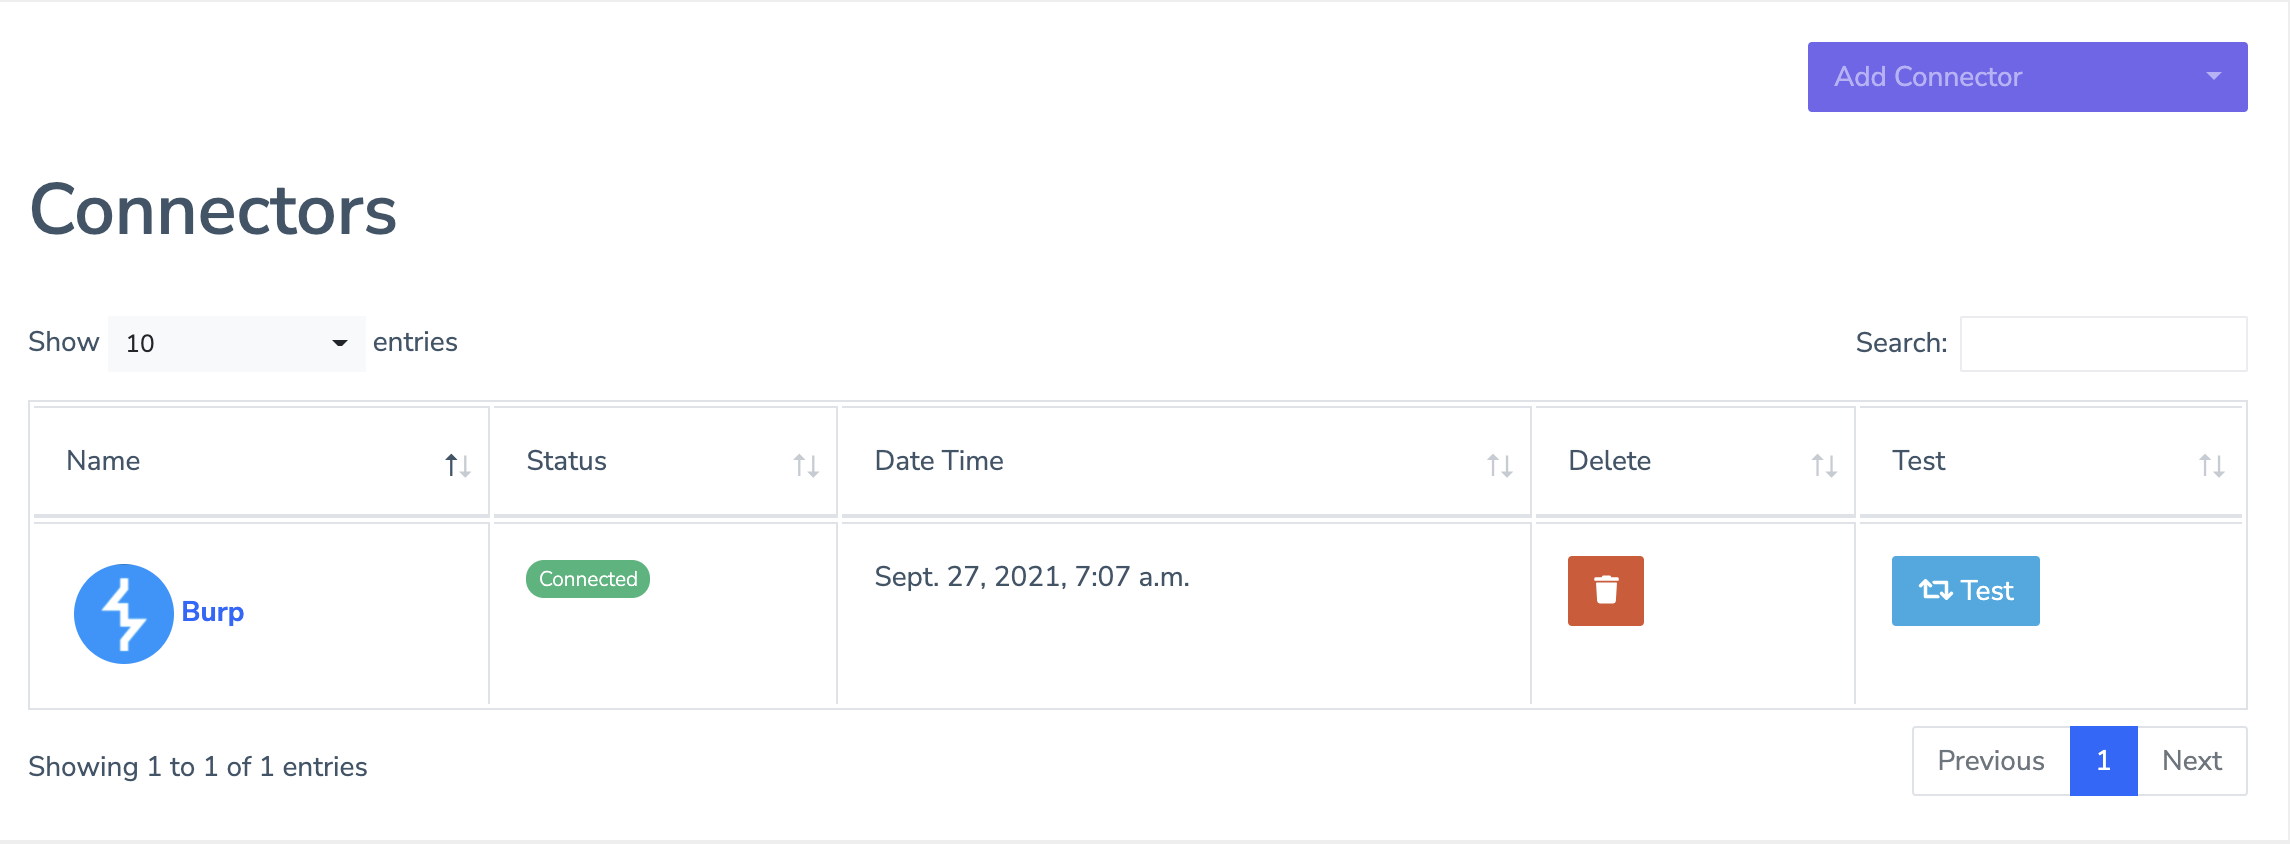 Add Connector
Connectors
Show 10 entries Search:
Name Status Date Time Delete Test
Burp Connected Sept. 27, 2021, 7:07 a.m. Test
Showing 1 to 1 of 1 entries Previous 1 Next